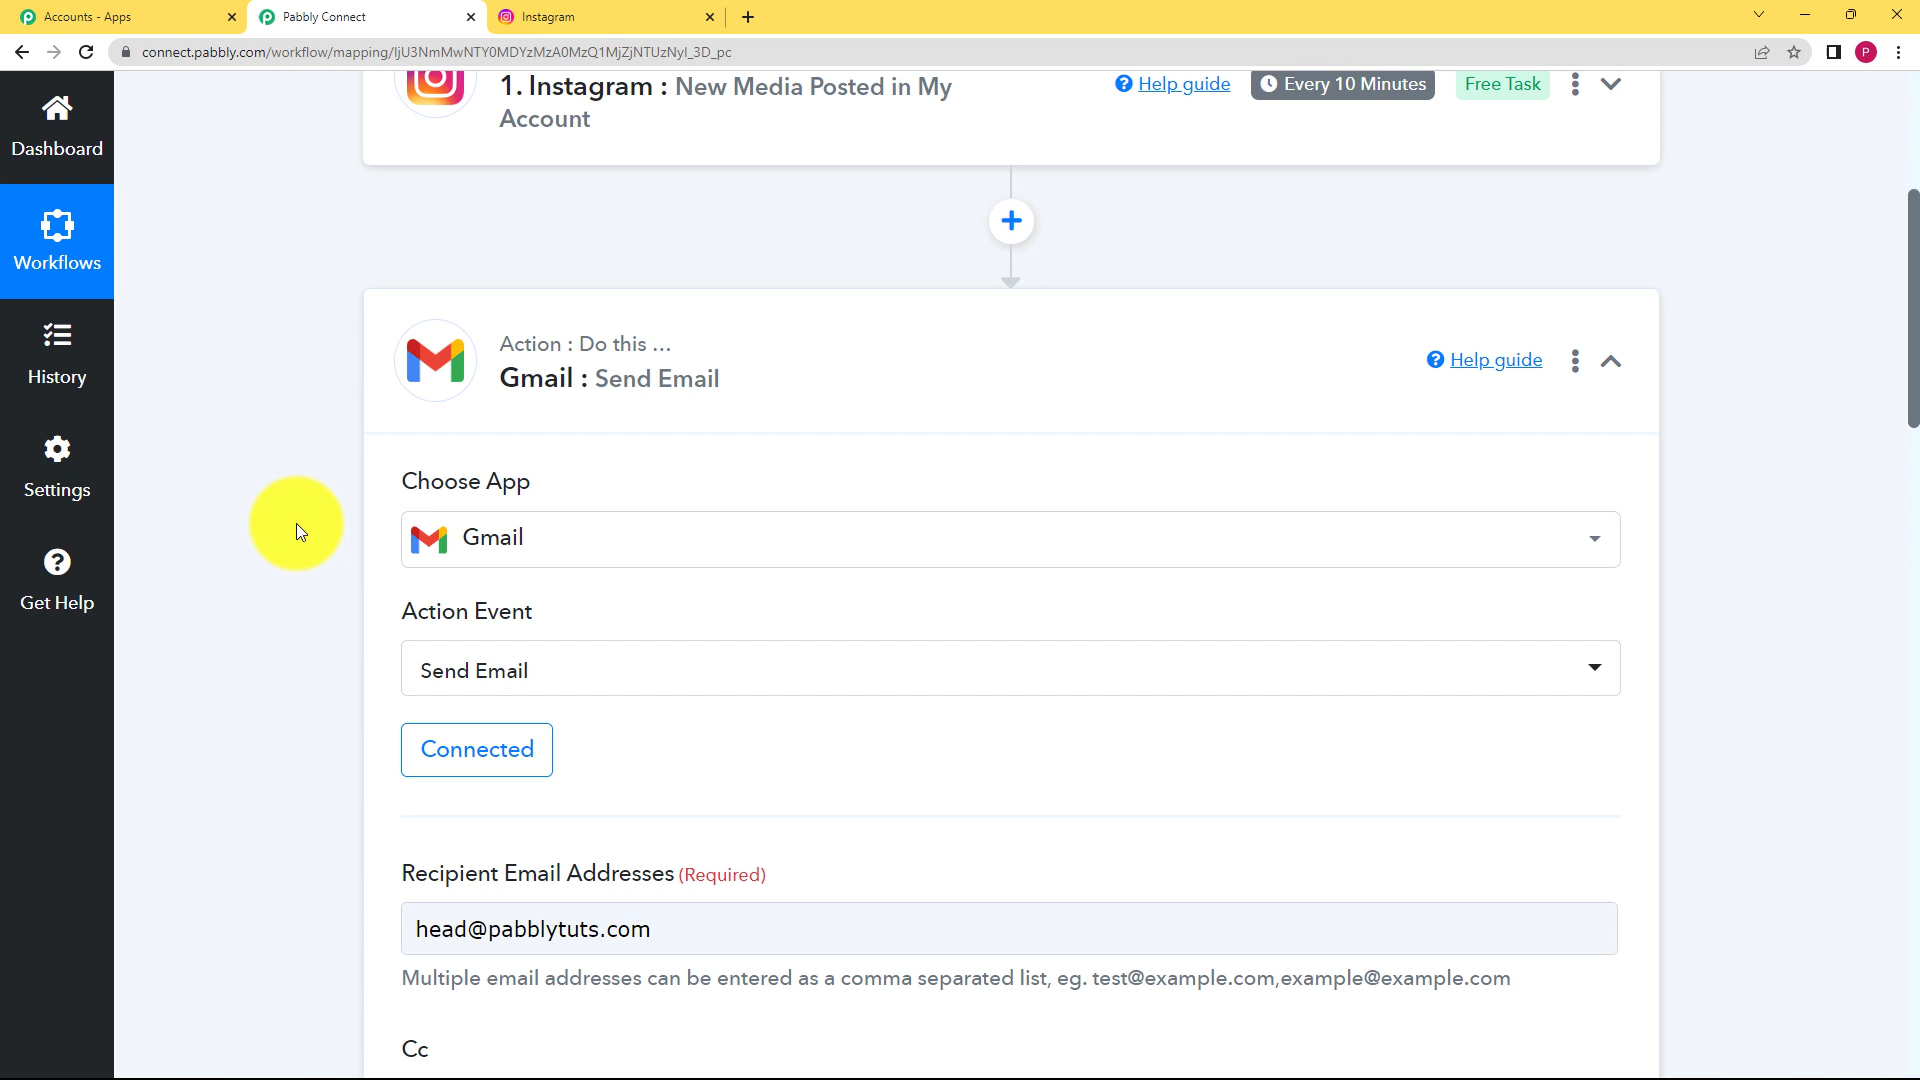 Accounts - Apps
Pabbly Connect
Instagram
connect.pabbly.com/workflow/mapping/IjU3NmMwNTY0MDYzMzA0MzQ1MjZjNTUzNyI_3D_pc
P
1. Instagram : New Media Posted in My
Account
Help guide
Every 10 Minutes
Free Task
Dashboard
Workflows
History
Settings
Get Help
Action : Do this ...
Gmail : Send Email
Help guide
Choose App
Gmail
Action Event
Send Email
Connected
Recipient Email Addresses (Required)
head@pabblytuts.com
Multiple email addresses can be entered as a comma separated list, eg. test@example.com,example@example.com
Cc